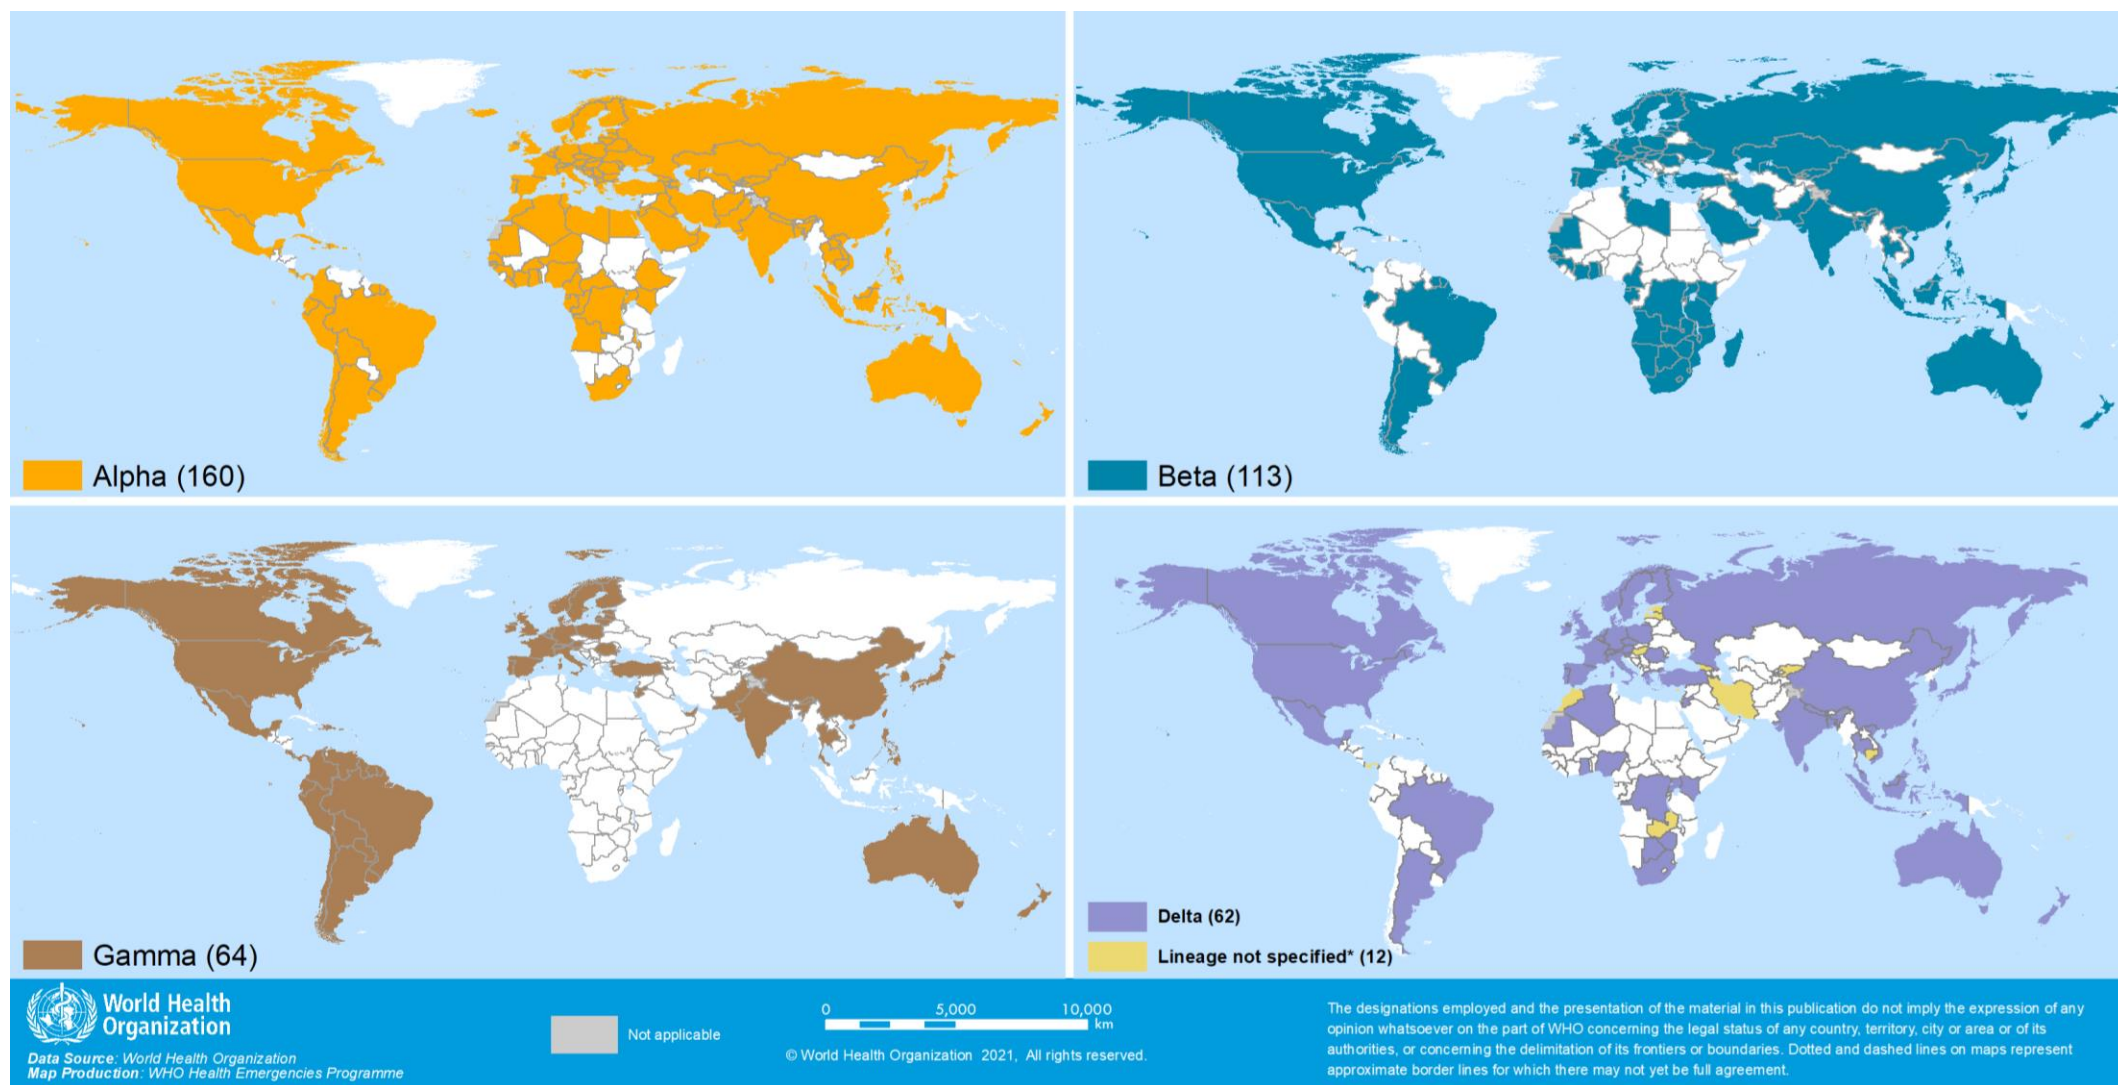 Alpha (160)
Beta (113)
Gamma (64)
Delta (62)
Lineage not specified* (12)
World Health
Organization
Data Source: World Health Organization
Map Production: WHO Health Emergencies Programme
Not applicable
0 5,000 10,000
km
© World Health Organization 2021, All rights reserved.
The designations employed and the presentation of the material in this publication do not imply the expression of any
opinion whatsoever on the part of WHO concerning the legal status of any country, territory, city or area or of its
authorities, or concerning the delimitation of its frontiers or boundaries. Dotted and dashed lines on maps represent
approximate border lines for which there may not yet be full agreement.